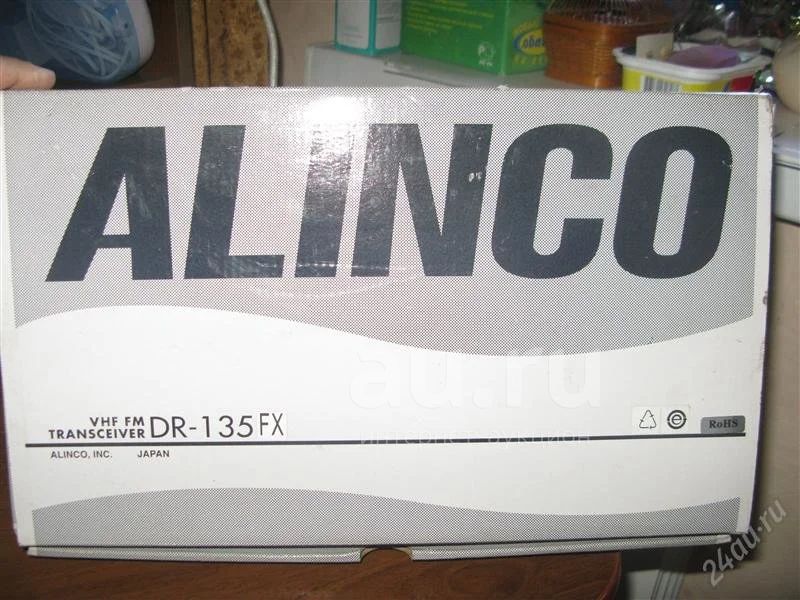 ALINCO
VHF FM
TRANSCEIVER DR-135FX
ALINCO, INC. JAPAN
RoHS
e
au.ru
интернет-аукцион
24au.ru